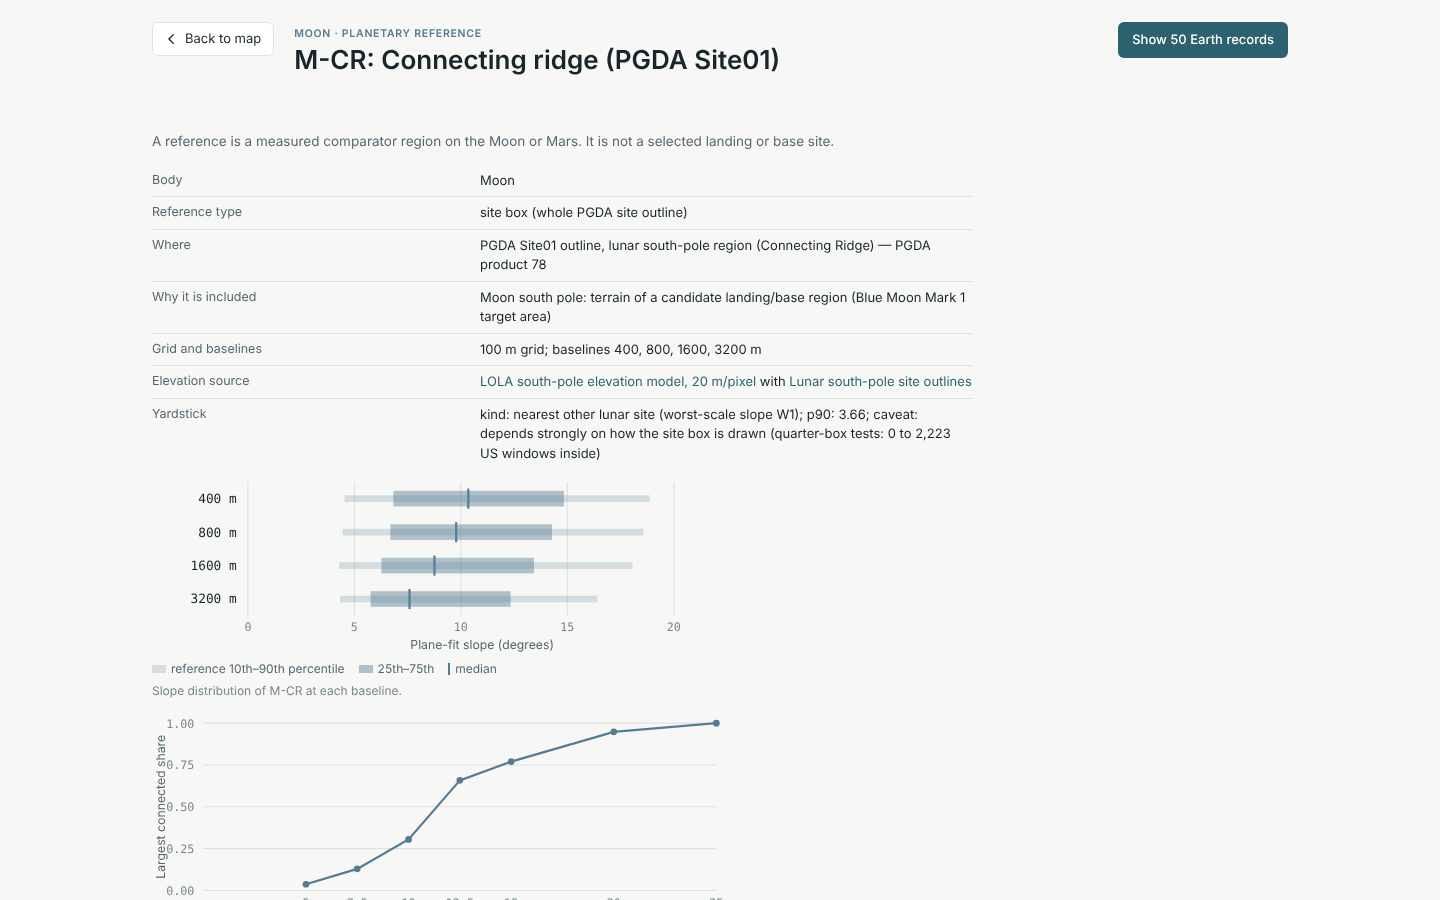 Back to map
MOON · PLANETARY REFERENCE
M-CR: Connecting ridge (PGDA Site01)
Show 50 Earth records
A reference is a measured comparator region on the Moon or Mars. It is not a selected landing or base site.
Body
Moon
Reference type
site box (whole PGDA site outline)
Where
PGDA Site01 outline, lunar south-pole region (Connecting Ridge) — PGDA
product 78
Why it is included
Moon south pole: terrain of a candidate landing/base region (Blue Moon Mark 1
target area)
Grid and baselines
100 m grid; baselines 400, 800, 1600, 3200 m
Elevation source
LOLA south-pole elevation model, 20 m/pixel with Lunar south-pole site outlines
Yardstick
kind: nearest other lunar site (worst-scale slope W1); p90: 3.66; caveat:
depends strongly on how the site box is drawn (quarter-box tests: 0 to 2,223
US windows inside)
400 m
800 m
1600 m
3200 m
0 5 10 15 20
Plane-fit slope (degrees)
reference 10th–90th percentile 25th–75th median
Slope distribution of M-CR at each baseline.
Largest connected share
1.00
0.75
0.50
0.25
0.00